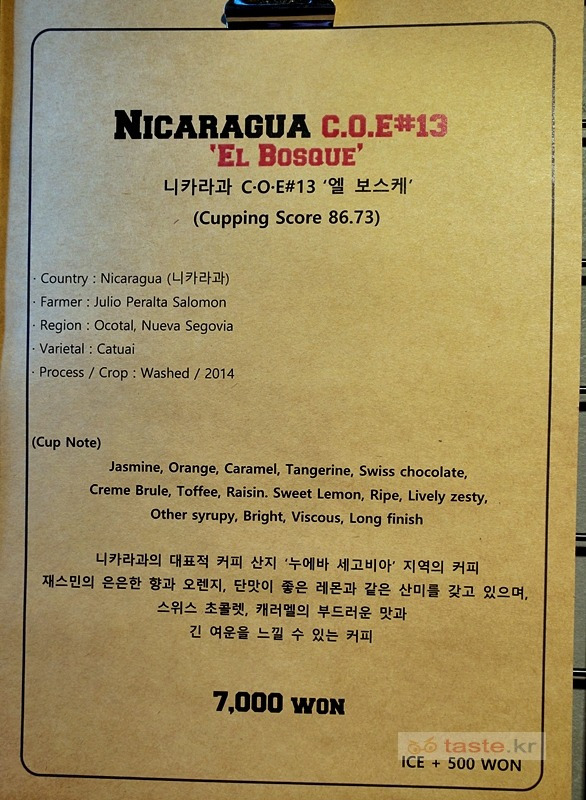 NICARAGUA C.O.E#13
'EL BOSQUE'
니카라과 C·O·E#13 '엘 보스케'
(Cupping Score 86.73)
· Country : Nicaragua (니카라과)
· Farmer : Julio Peralta Salomon
· Region : Ocotal, Nueva Segovia
· Varietal : Catuai
· Process / Crop : Washed / 2014
(Cup Note)
Jasmine, Orange, Caramel, Tangerine, Swiss chocolate,
Creme Brule, Toffee, Raisin. Sweet Lemon, Ripe, Lively zesty,
Other syrupy, Bright, Viscous, Long finish
니카라과의 대표적 커피 산지 '누에바 세고비아' 지역의 커피
재스민의 은은한 향과 오렌지, 단맛이 좋은 레몬과 같은 산미를 갖고 있으며,
스위스 초콜렛, 캐러멜의 부드러운 맛과
긴 여운을 느낄 수 있는 커피
7,000 WON
taste.kr
ICE + 500 WON